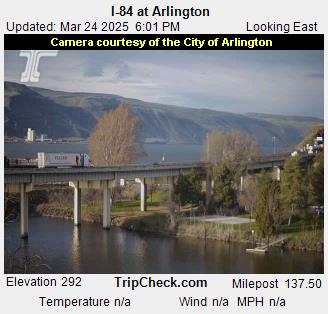 I-84 at Arlington
Updated: Mar 24 2025 6:01 PM Looking East
Camera courtesy of the City of Arlington
Elevation 292 TripCheck.com Milepost 137.50
Temperature n/a Wind n/a MPH n/a